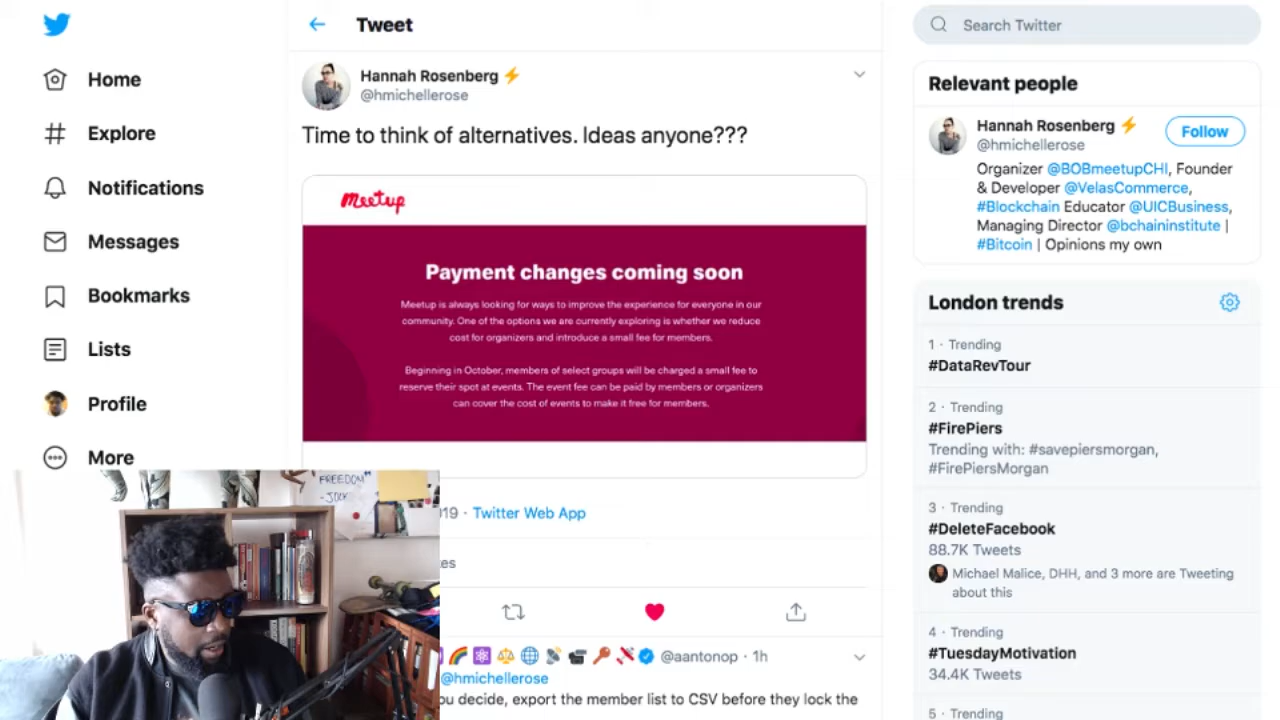 Tweet
Search Twitter
Home
Explore
Notifications
Messages
Bookmarks
Lists
Profile
More
Hannah Rosenberg ⚡
@hmichellerose
Time to think of alternatives. Ideas anyone???
Meetup
Payment changes coming soon
Meetup is always looking for ways to improve the experience for everyone in our
community. One of the options we are currently exploring is whether we reduce
cost for organizers and introduce a small fee for members.
Beginning in October, members of select groups will be charged a small fee to
reserve their spot at events. The event fee can be paid by members or organizers
can cover the cost of events to make it free for members.
19 · Twitter Web App
es
@aantonop · 1h
@hmichellerose
ou decide, export the member list to CSV before they lock the
Relevant people
Hannah Rosenberg ⚡
Follow
@hmichellerose
Organizer @BOBmeetupCHI, Founder
& Developer @VelasCommerce,
#Blockchain Educator @UICBusiness,
Managing Director @bchaininstitute |
#Bitcoin | Opinions my own
London trends
1 · Trending
#DataRevTour
2 · Trending
#FirePiers
Trending with: #savepiersmorgan,
#FirePiersMorgan
3 · Trending
#DeleteFacebook
88.7K Tweets
Michael Malice, DHH, and 3 more are Tweeting
about this
4 · Trending
#TuesdayMotivation
34.4K Tweets
5 · Trending
FREEDOM"